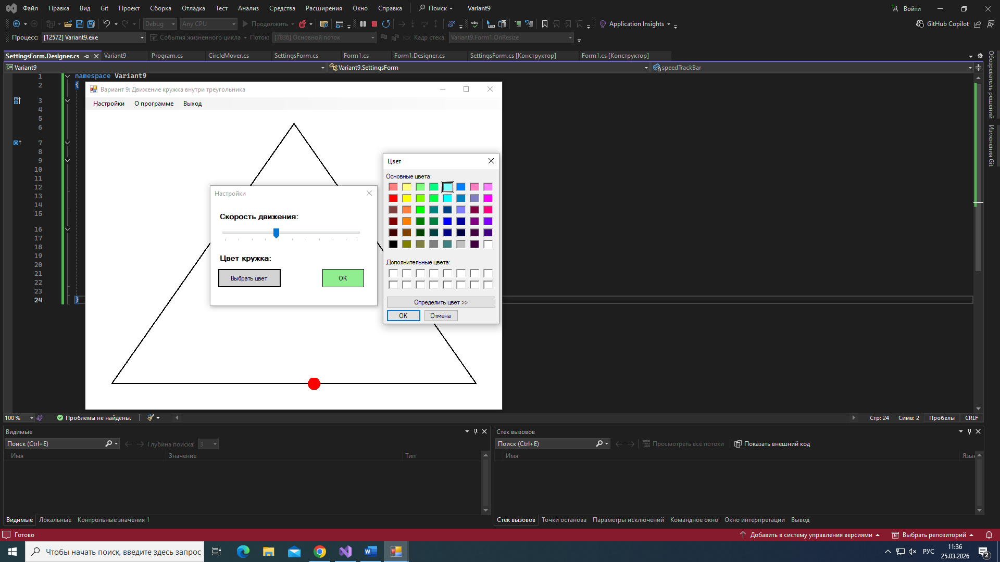 Файл Правка Вид Git Проект Сборка Отладка Тест Анализ Средства Расширения Окно Справка Поиск Variant9 Войти
Debug Any CPU Продолжить Application Insights GitHub Copilot
Процесс: [12572] Variant9.exe События жизненного цикла Поток: [7836] Основной поток Кадр стека: Variant9.Form1.OnResize
SettingsForm.Designer.cs Variant9 Program.cs CircleMover.cs SettingsForm.cs Form1.cs Form1.Designer.cs SettingsForm.cs [Конструктор] Form1.cs [Конструктор]
C# Variant9 Variant9.SettingsForm speedTrackBar
Обозреватель решений
Изменения Git
1 namespace Variant9
2 {
3
4
5
6
7
8
9
10
11
12
13
14
15
16
17
18
19
20
21
22
23
24 }
Вариант 9: Движение кружка внутри треугольника
Настройки О программе Выход
Настройки
Скорость движения:
Цвет кружка:
Выбрать цвет OK
Цвет
Основные цвета:
Дополнительные цвета:
Определить цвет >>
OK Отмена
100 % Проблемы не найдены. Стр: 24 Симв: 2 Пробелы CRLF
Видимые
Поиск (Ctrl+E) Глубина поиска: 3
Имя Значение Тип
Видимые Локальные Контрольные значения 1
Стек вызовов
Поиск (Ctrl+E) Просмотреть все потоки Показать внешний код
Имя Язык
Стек вызовов Точки останова Параметры исключений Командное окно Окно интерпретации Вывод
Готово Добавить в систему управления версиями Выбрать репозиторий
Чтобы начать поиск, введите здесь запрос РУС 11:36
25.03.2026
2